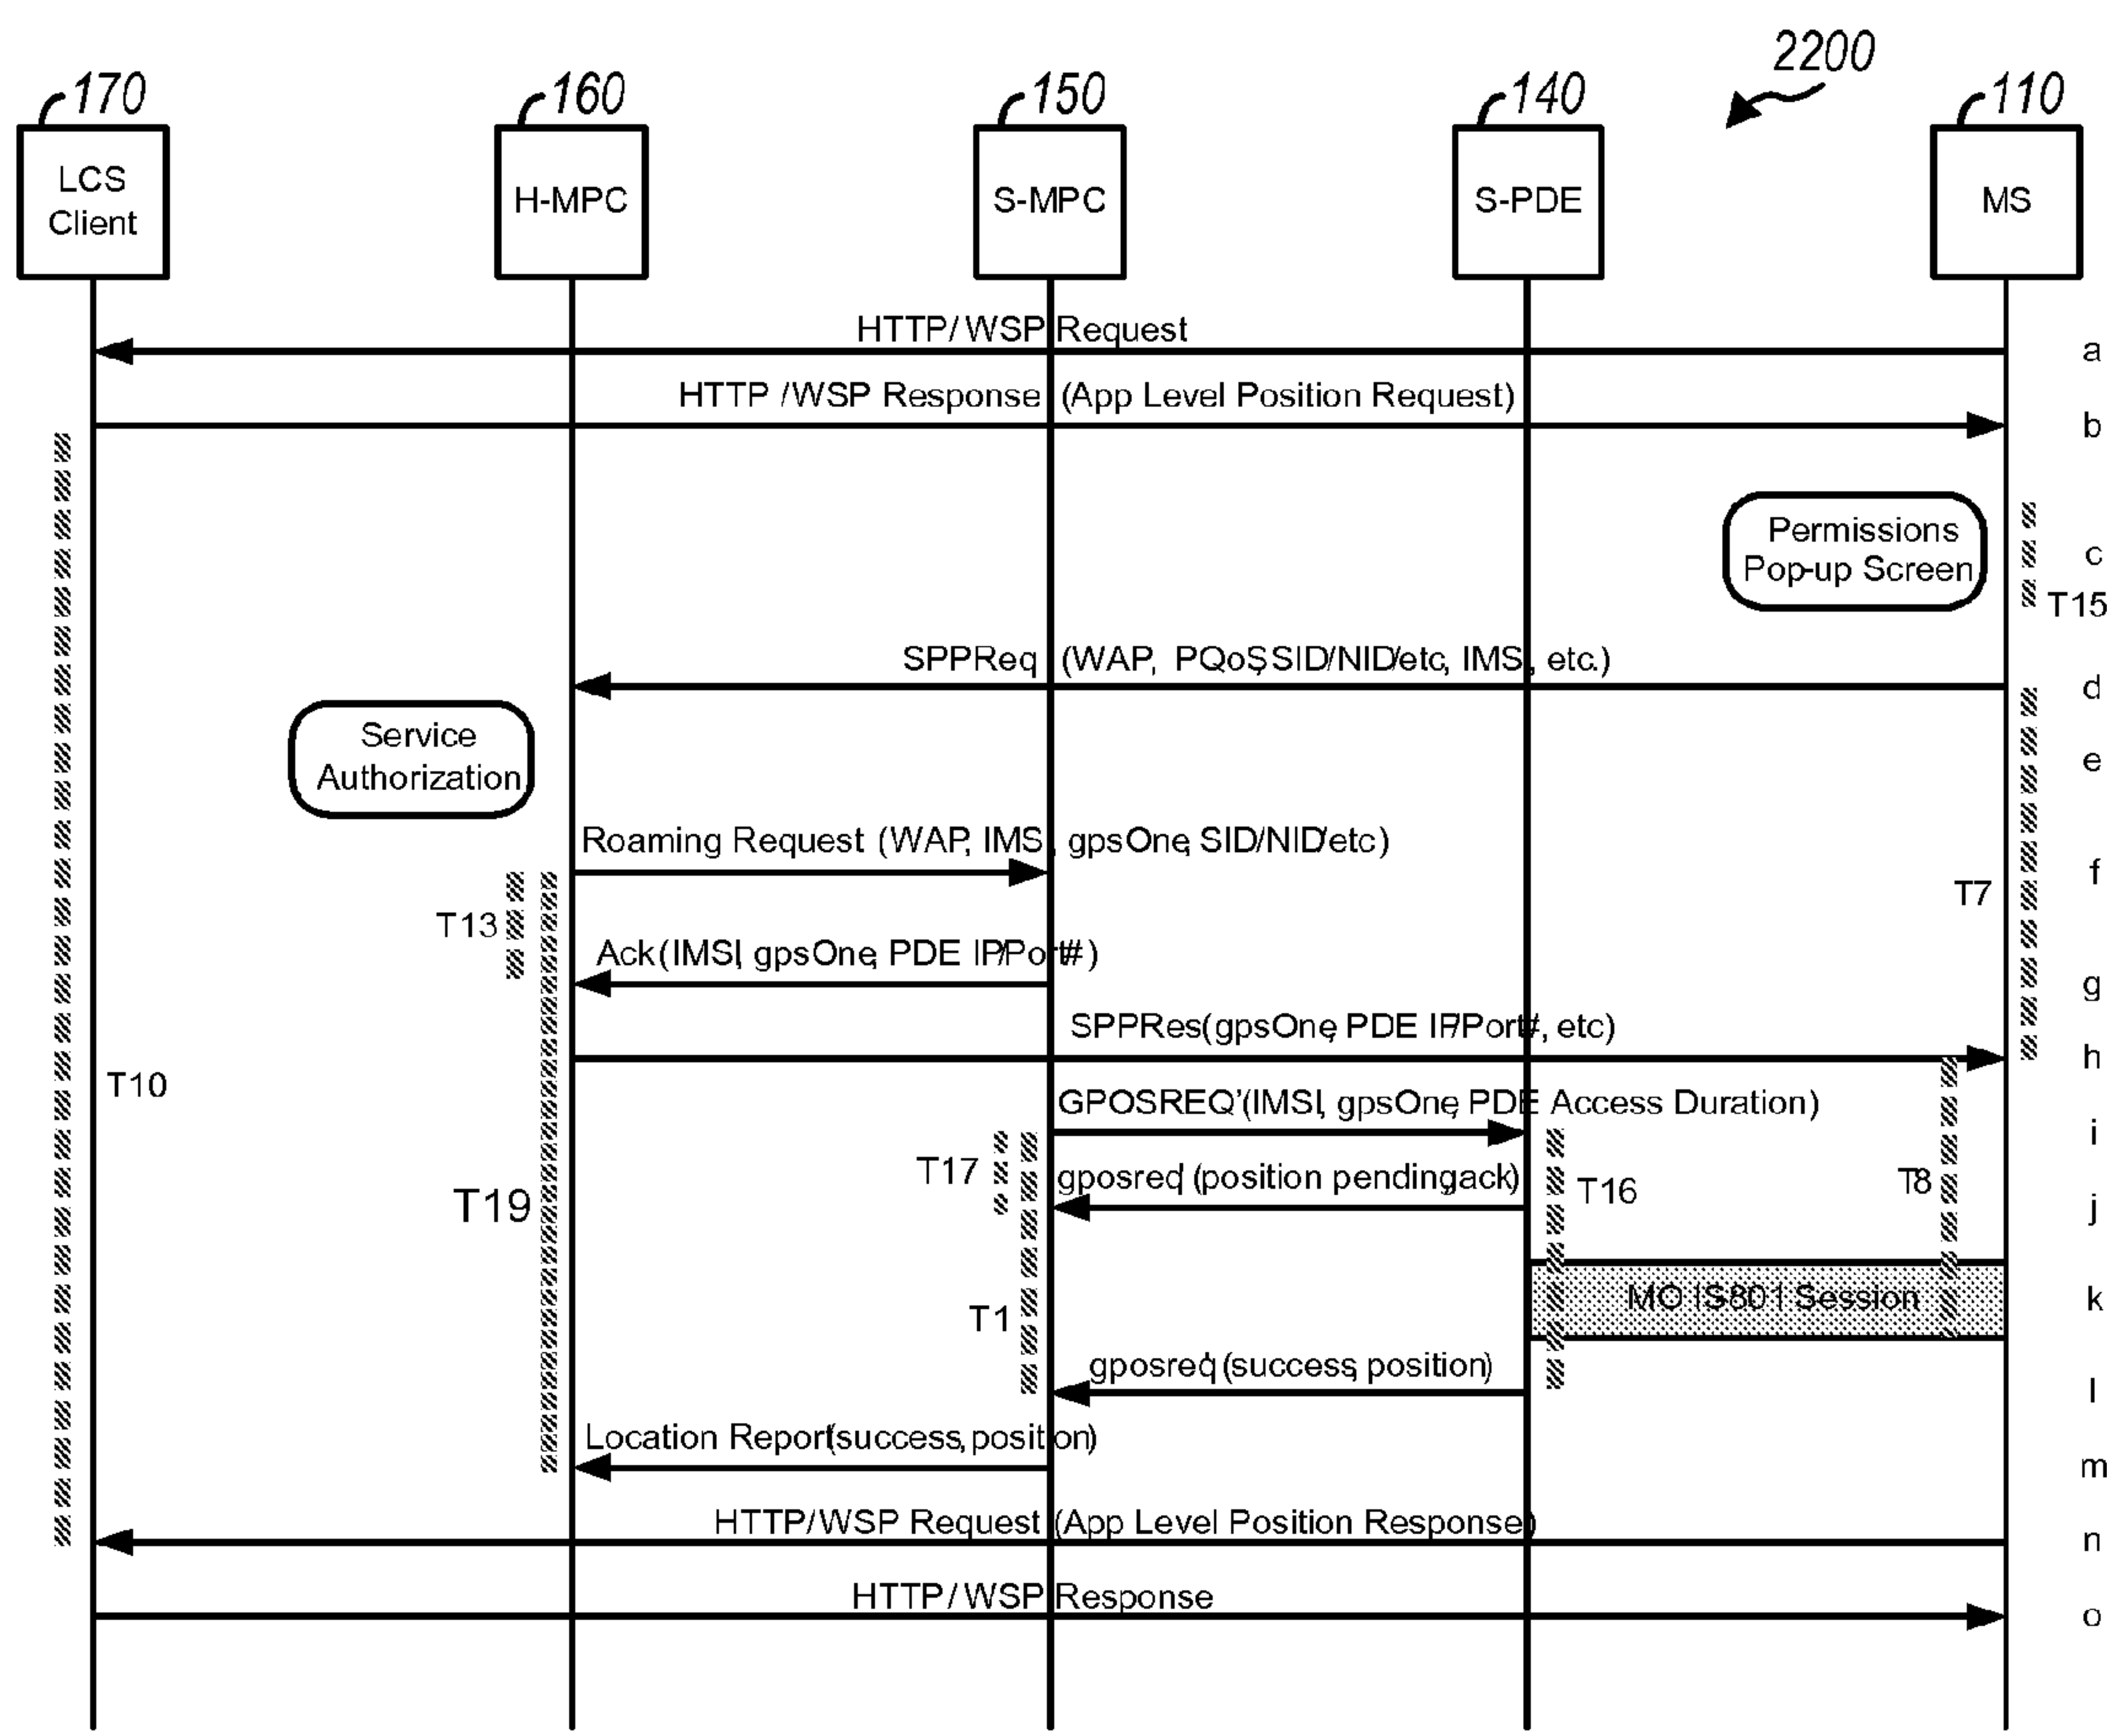 2200
170
160
150
140
110
LCS
Client
H-MPC
S-MPC
S-PDE
MS
HTTP/WSP Request
a
HTTP/WSP Response (App Level Position Request)
b
Permissions
Pop-up Screen
c
T15
SPPReq (WAP, PQoS, SID/NID/etc, IMS, etc.)
d
Service
Authorization
e
Roaming Request (WAP, IMS, gpsOne, SID/NID/etc)
f
T7
T13
Ack(IMSI, gpsOne, PDE IP/Port#)
g
SPPRes(gpsOne, PDE IP/Port#, etc)
h
T10
GPOSREQ'(IMSI, gpsOne, PDE Access Duration)
i
T17
gposreq' (position pending, ack)
T16
T8
T19
j
MO IS-801 Session
k
T1
gposreq' (success, position)
l
Location Report(success, position)
m
HTTP/WSP Request (App Level Position Response)
n
HTTP/WSP Response
o